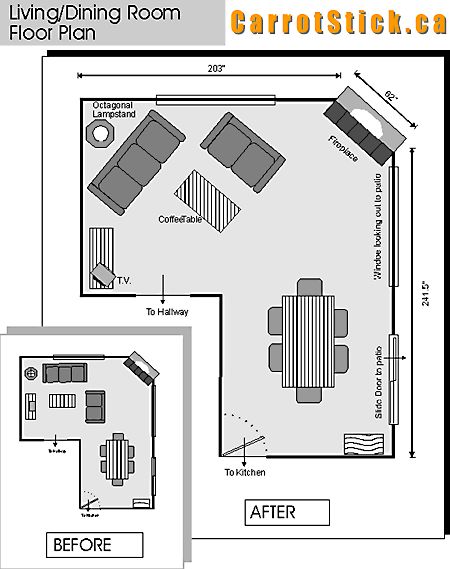 Living/Dining Room
Floor Plan
CarrotStick.ca
203"
62"
Octagonal
Lampstand
Fireplace
CoffeeTable
T.V.
To Hallway
Windoe looking out to patio
241.5"
Slide Door to patio
To Kitchen
AFTER
To Hallway
To Kitchen
BEFORE